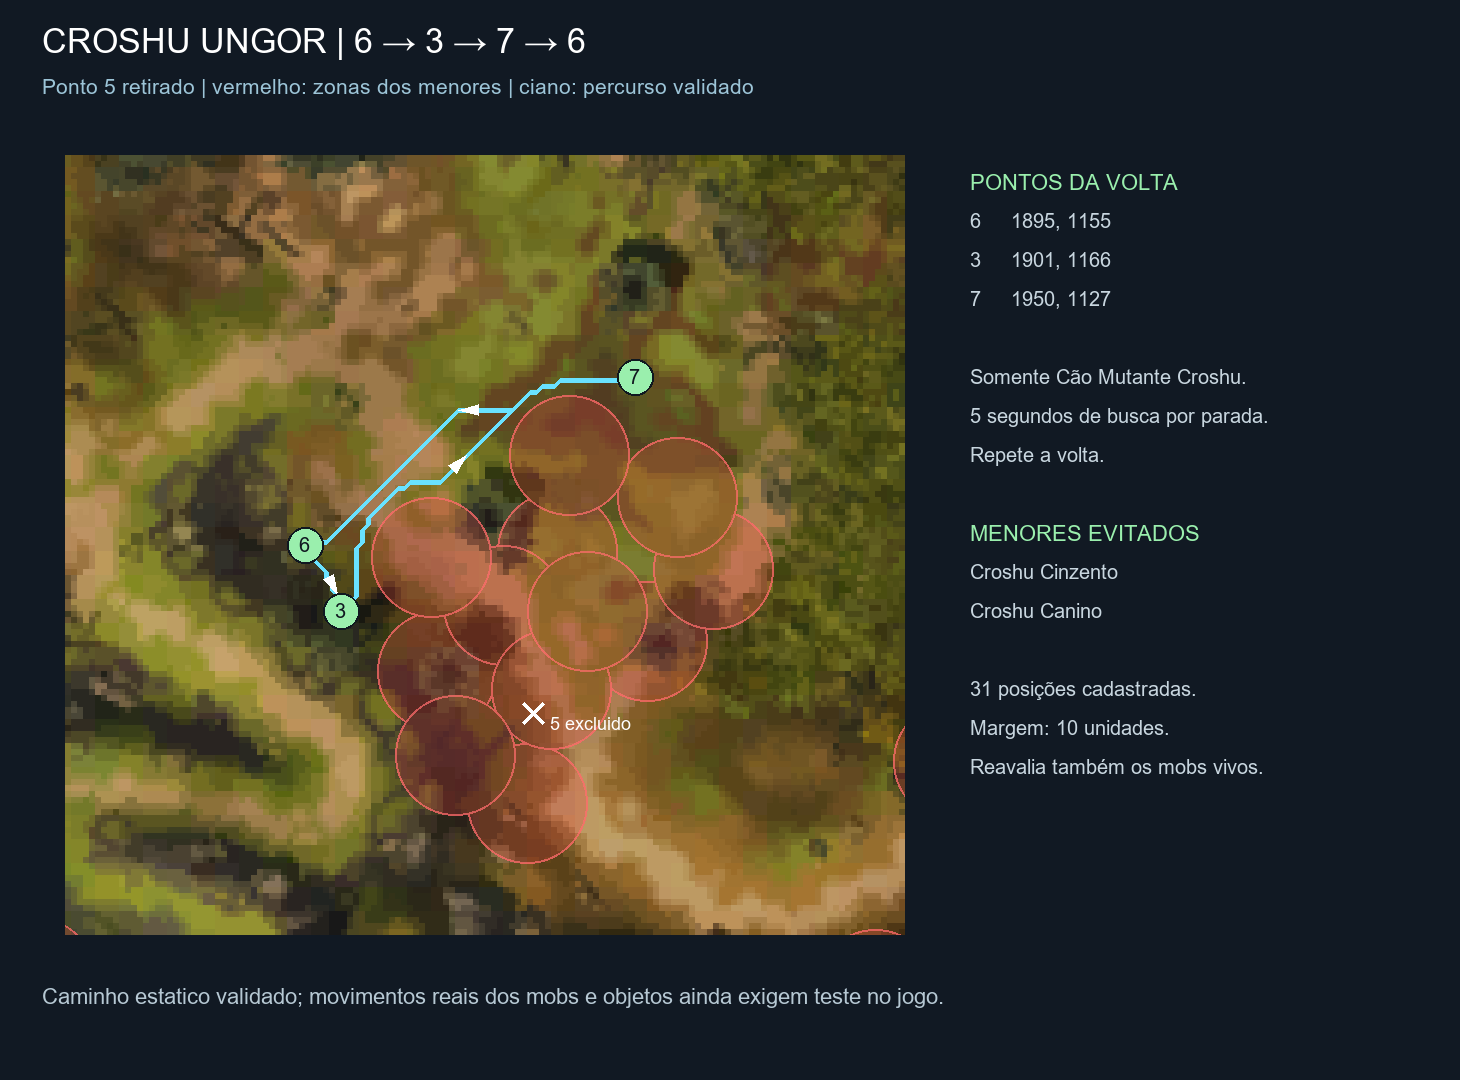 CROSHU UNGOR | 6 → 3 → 7 → 6
Ponto 5 retirado | vermelho: zonas dos menores | ciano: percurso validado
7
6
3
5 excluido
PONTOS DA VOLTA
6 1895, 1155
3 1901, 1166
7 1950, 1127
Somente Cão Mutante Croshu.
5 segundos de busca por parada.
Repete a volta.
MENORES EVITADOS
Croshu Cinzento
Croshu Canino
31 posições cadastradas.
Margem: 10 unidades.
Reavalia também os mobs vivos.
Caminho estatico validado; movimentos reais dos mobs e objetos ainda exigem teste no jogo.